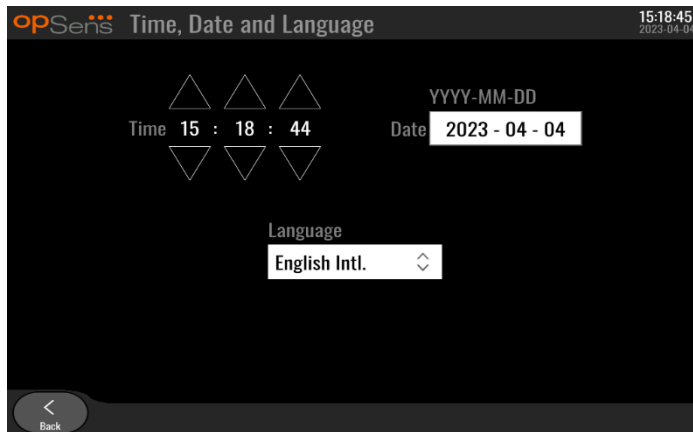 opSens Time, Date and Language 15:18:45
2023-04-04
YYYY-MM-DD
Time 15 : 18 : 44 Date 2023 - 04 - 04
Language
English Intl.
Back